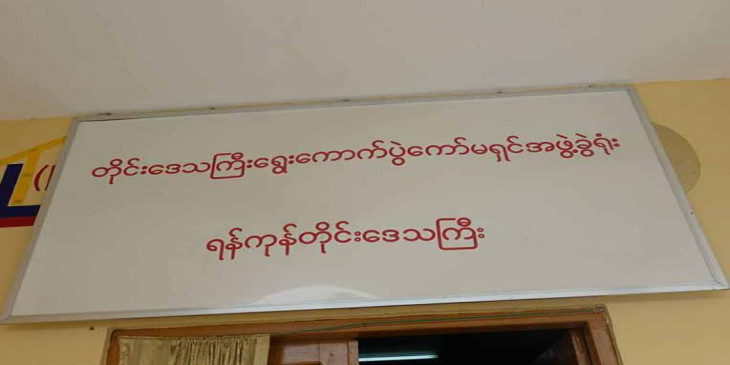 တိုင်းဒေသကြီးရွေးကောက်ပွဲကော်မရှင်အဖွဲ့ခွဲရုံး
ရန်ကုန်တိုင်းဒေသကြီး